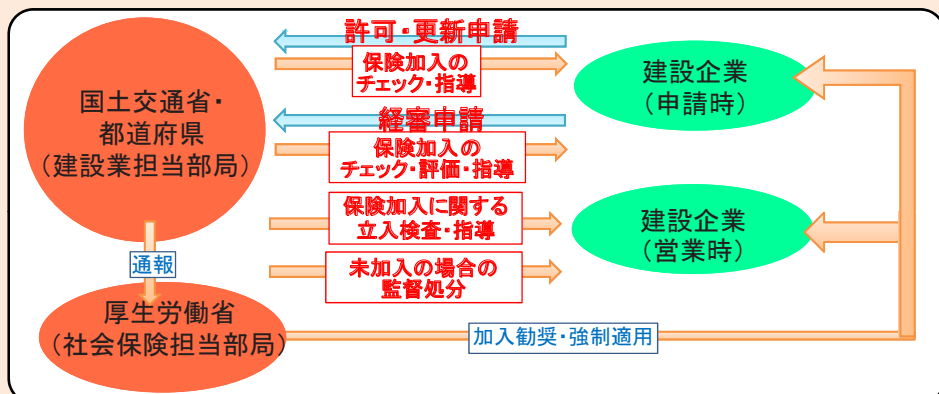 国土交通省・
都道府県
（建設業担当部局）
許可・更新申請
保険加入の
チェック・指導
経審申請
保険加入の
チェック・評価・指導
保険加入に関する
立入検査・指導
未加入の場合の
監督処分
建設企業
（申請時）
建設企業
（営業時）
通報
厚生労働省
（社会保険担当部局）
加入勧奨・強制適用